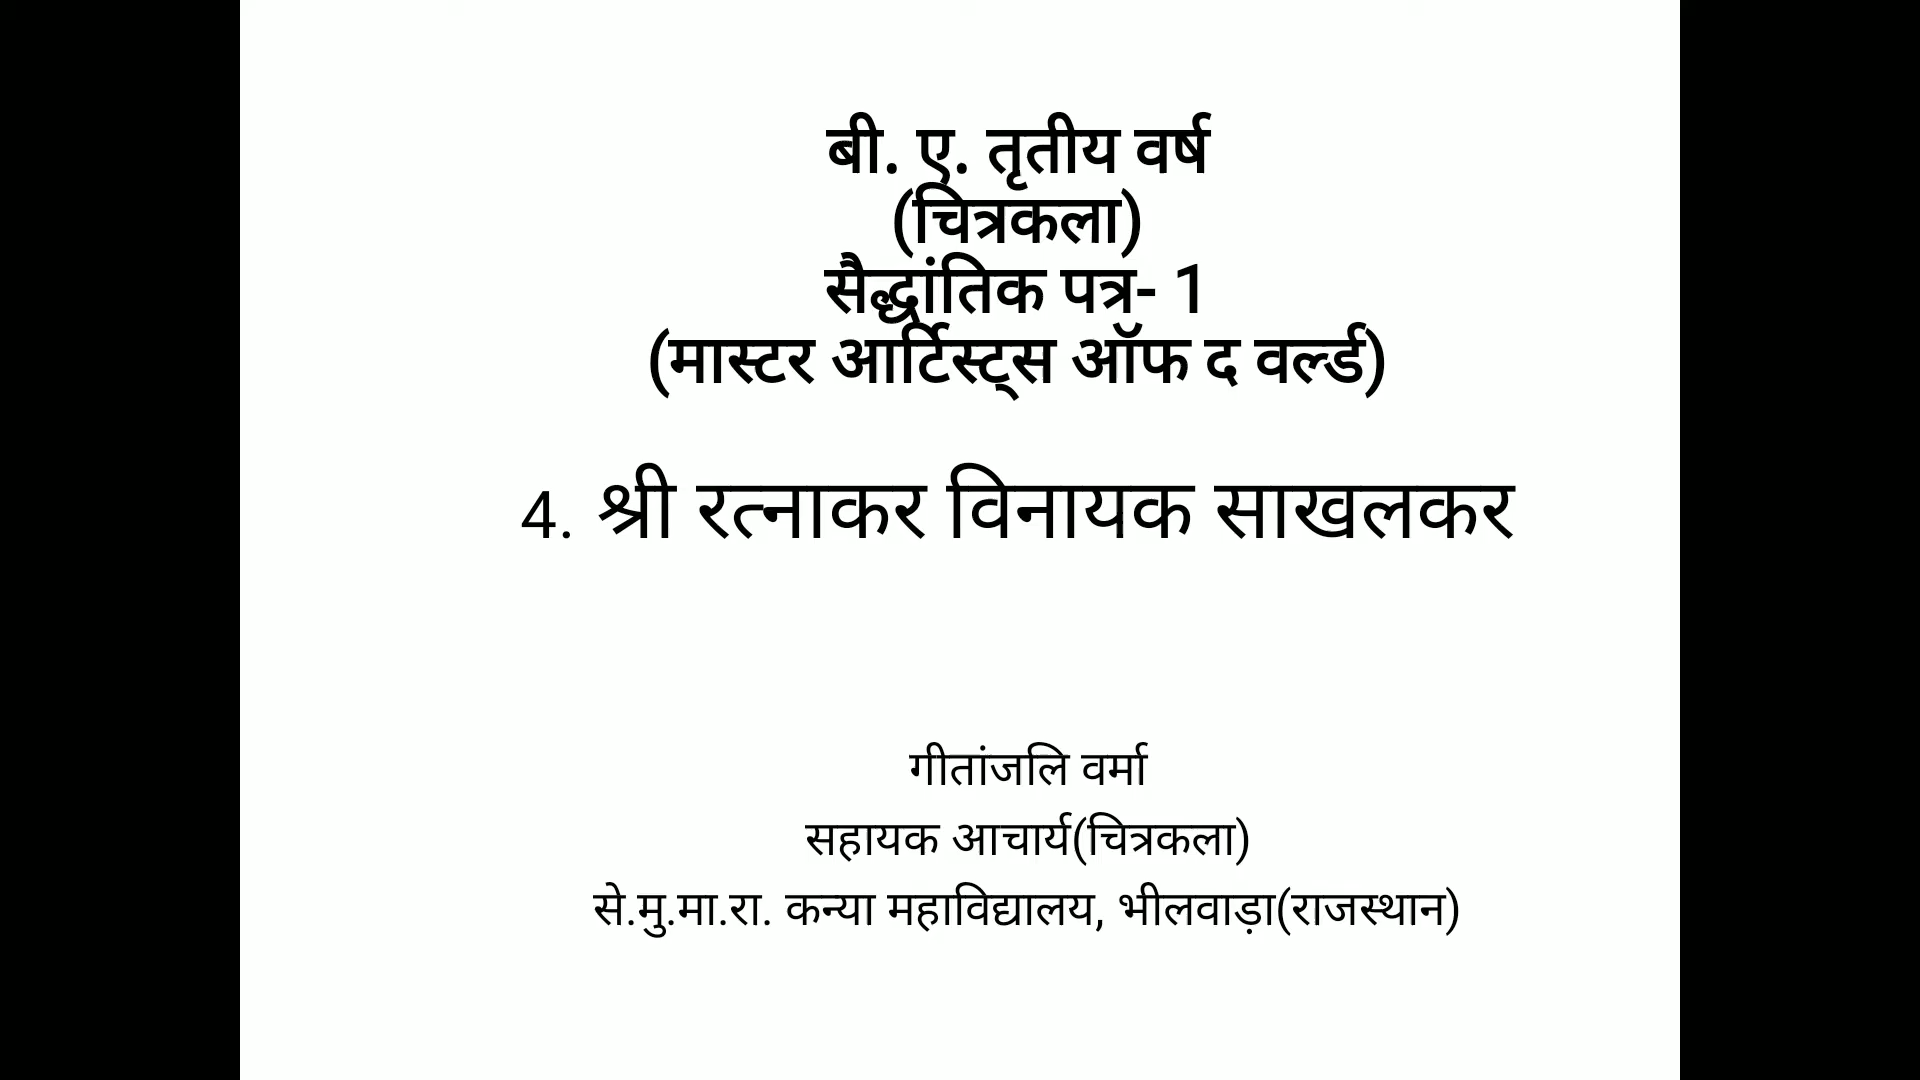 बी. ए. तृतीय वर्ष
(चित्रकला)
सैद्धांतिक पत्र- 1
(मास्टर आर्टिस्ट्स ऑफ द वर्ल्ड)
4. श्री रत्नाकर विनायक साखलकर
गीतांजलि वर्मा
सहायक आचार्य(चित्रकला)
से.मु.मा.रा. कन्या महाविद्यालय, भीलवाड़ा(राजस्थान)